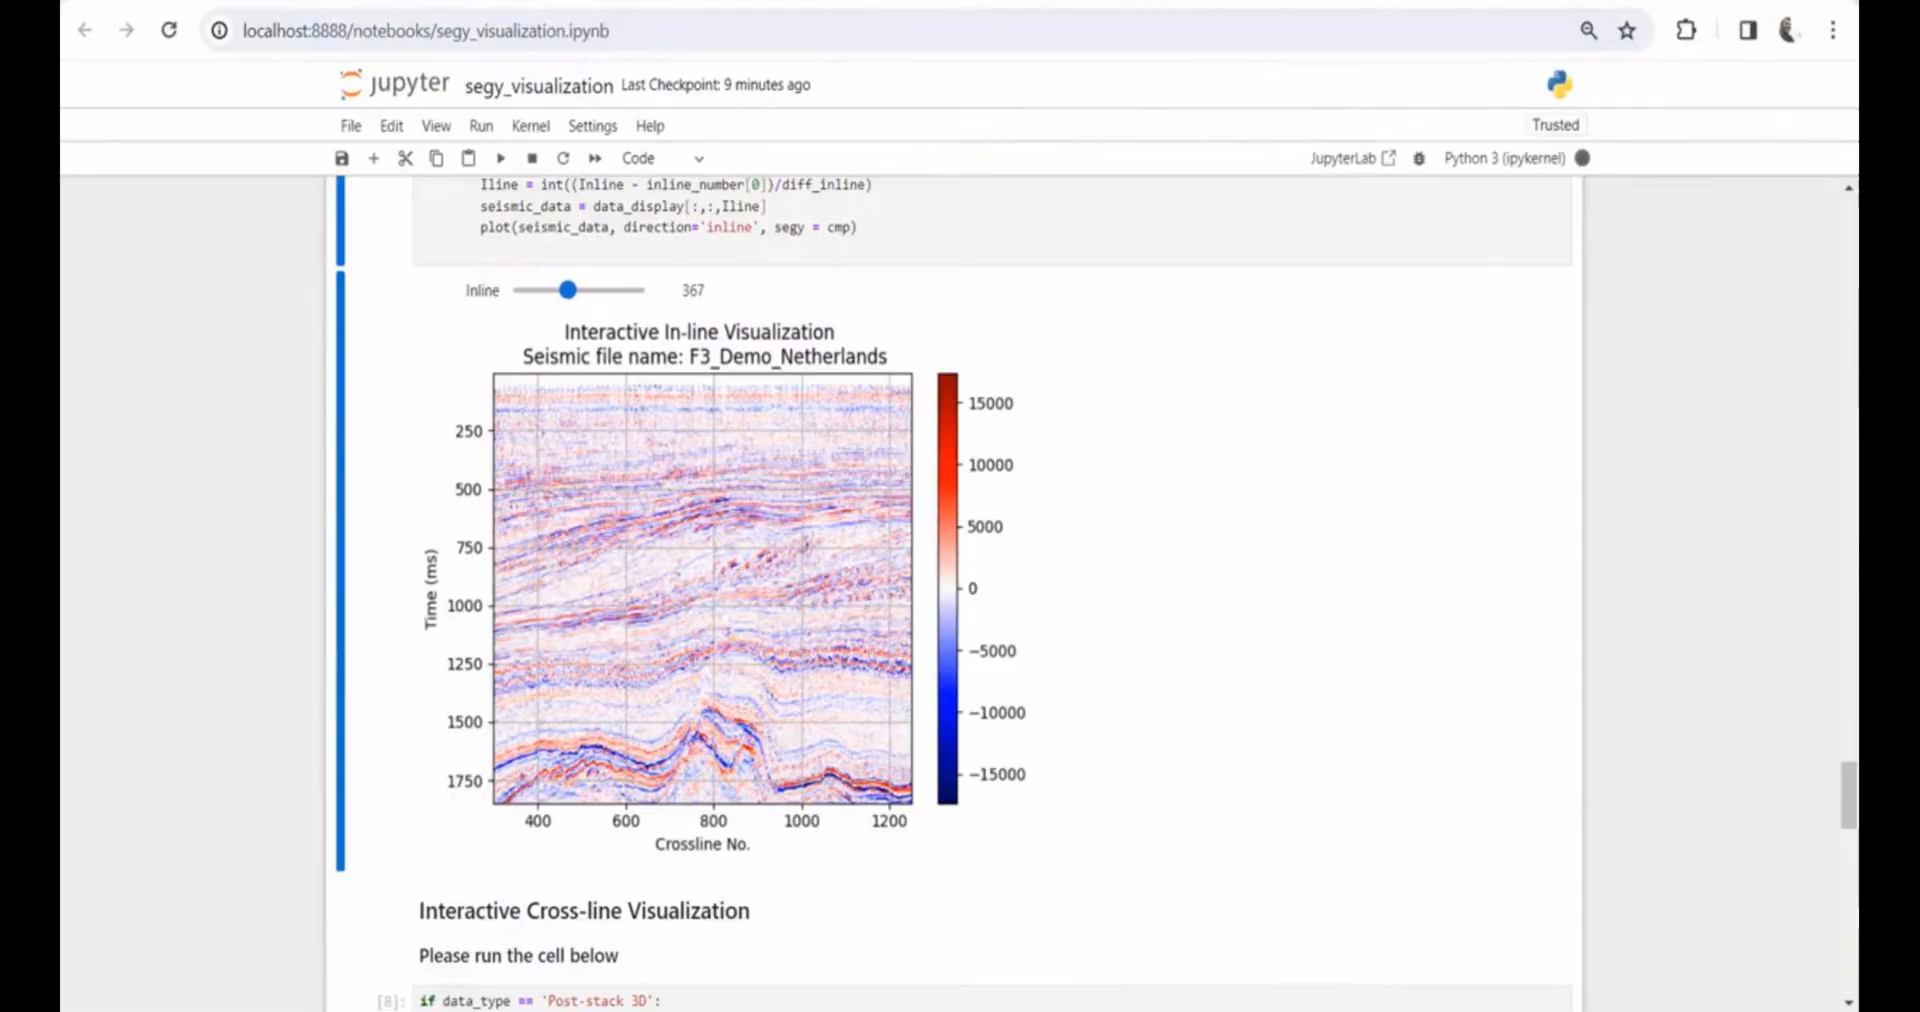 localhost:8888/notebooks/segy_visualization.ipynb
jupyter segy_visualization Last Checkpoint: 9 minutes ago
File Edit View Run Kernel Settings Help Trusted
Code JupyterLab Python 3 (ipykernel)
Iline = int((Inline - inline_number[0])/diff_inline)
seismic_data = data_display[:,:,Iline]
plot(seismic_data, direction='inline', segy = cmp)
Inline 367
Interactive In-line Visualization
Seismic file name: F3_Demo_Netherlands
15000
250
10000
500
5000
750
0
Time (ms)
1000
−5000
1250
−10000
1500
−15000
1750
400 600 800 1000 1200
Crossline No.
Interactive Cross-line Visualization
Please run the cell below
[8]: if data_type == 'Post-stack 3D':